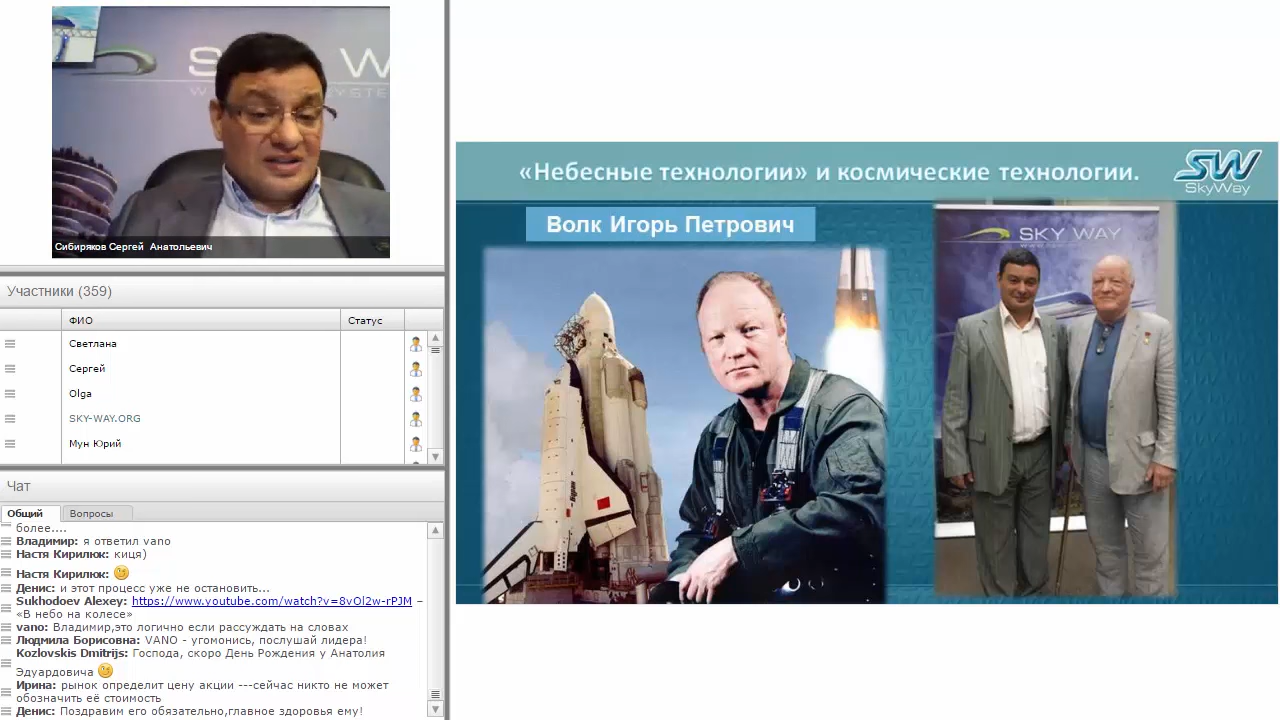 SKY W
Сибиряков Сергей Анатольевич
Участники (359)
ФИО
Статус
Светлана
Сергей
Olga
SKY-WAY.ORG
Мун Юрий
Чат
Общий
Вопросы
более....
Владимир: я ответил vano
Настя Кирилюк: киця)
Настя Кирилюк:
Денис: и этот процесс уже не остановить...
Sukhodoev Alexey: https://www.youtube.com/watch?v=8vOl2w-rPJM –
«В небо на колесе»
vano: Владимир,это логично если рассуждать на словах
Людмила Борисовна: VANO - угомонись, послушай лидера!
Kozlovskis Dmitrijs: Господа, скоро День Рождения у Анатолия
Эдуардовича
Ирина: рынок определит цену акции ---сейчас никто не может
обозначить её стоимость
Денис: Поздравим его обязательно,главное здоровья ему!
«Небесные технологии» и космические технологии.
SW
SkyWay
Волк Игорь Петрович
SKY WAY
Буран